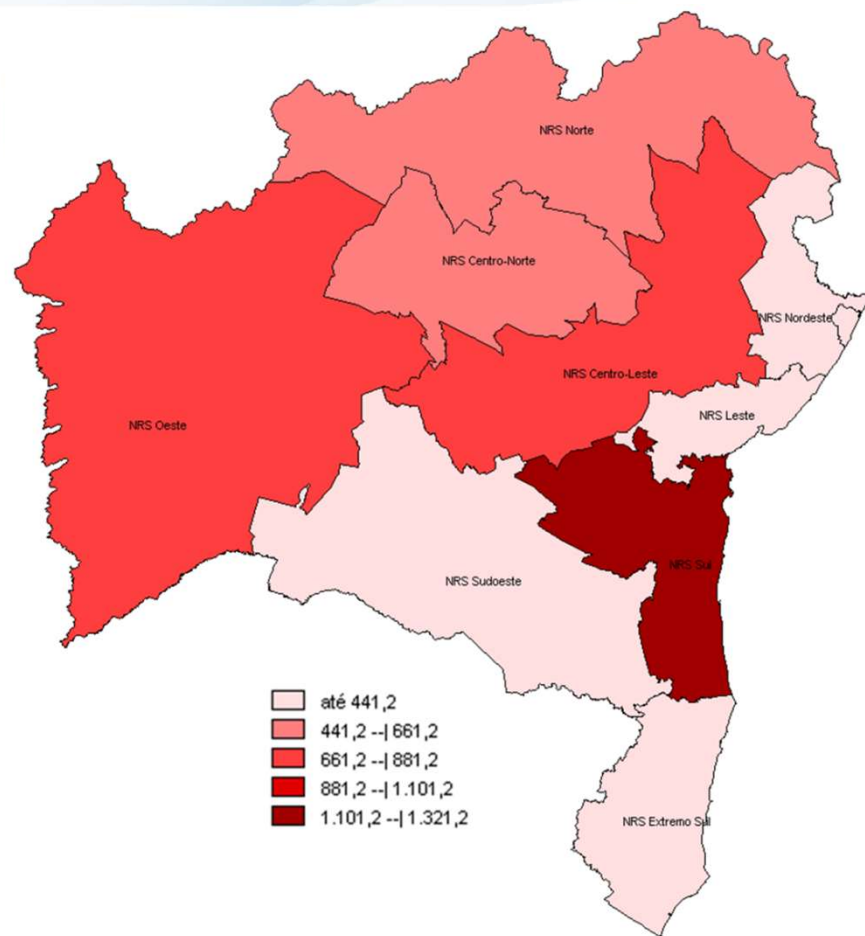 NRS Norte
NRS Centro-Norte
NRS Nordeste
NRS Centro-Leste
NRS Leste
NRS Oeste
NRS Sul
NRS Sudoeste
até 441,2
441,2 --| 661,2
661,2 --| 881,2
881,2 --| 1.101,2
1.101,2 --| 1.321,2
NRS Extremo Sul